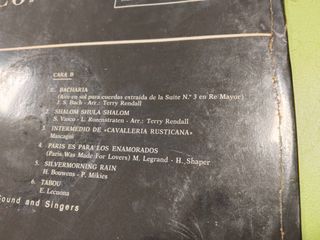 CARA B
1. BACHARIA
(Aire en sol para cuerdas extraida de la Suite N.º 3 en Re Mayor)
J. S. Bach - Arr.: Terry Rendall
2 SHALOM SHULA SHALOM
S. Vasco - L. Rosenstraten - Arr.: Terry Rendall
3 INTERMEDIO DE «CAVALLERIA RUSTICANA»
Mascagni
4 PARIS ES PARA LOS ENAMORADOS
(Paris Was Made For Lovers) M. Legrand - H. Shaper
5 SILVERMORNING RAIN
H. Bouwens - P. Mikies
6 TABOU
E. Lecuona
Sound and Singers